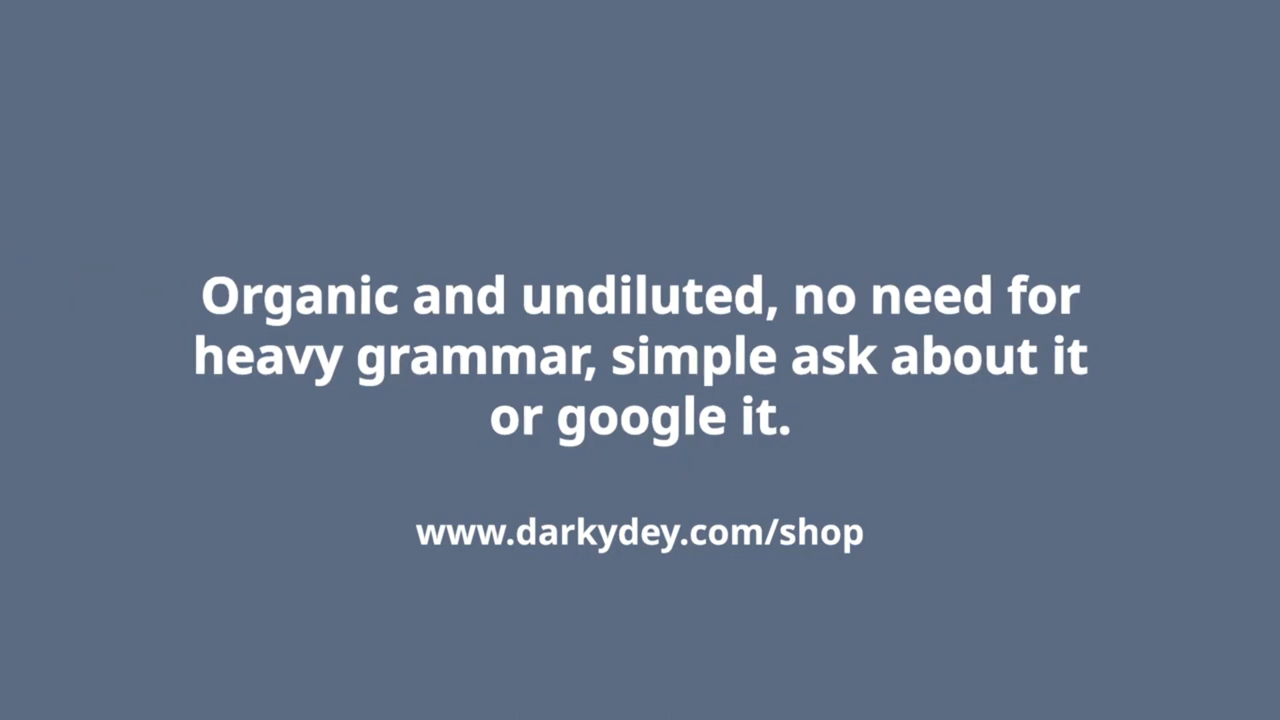 Organic and undiluted, no need for
heavy grammar, simple ask about it
or google it.
www.darkydey.com/shop